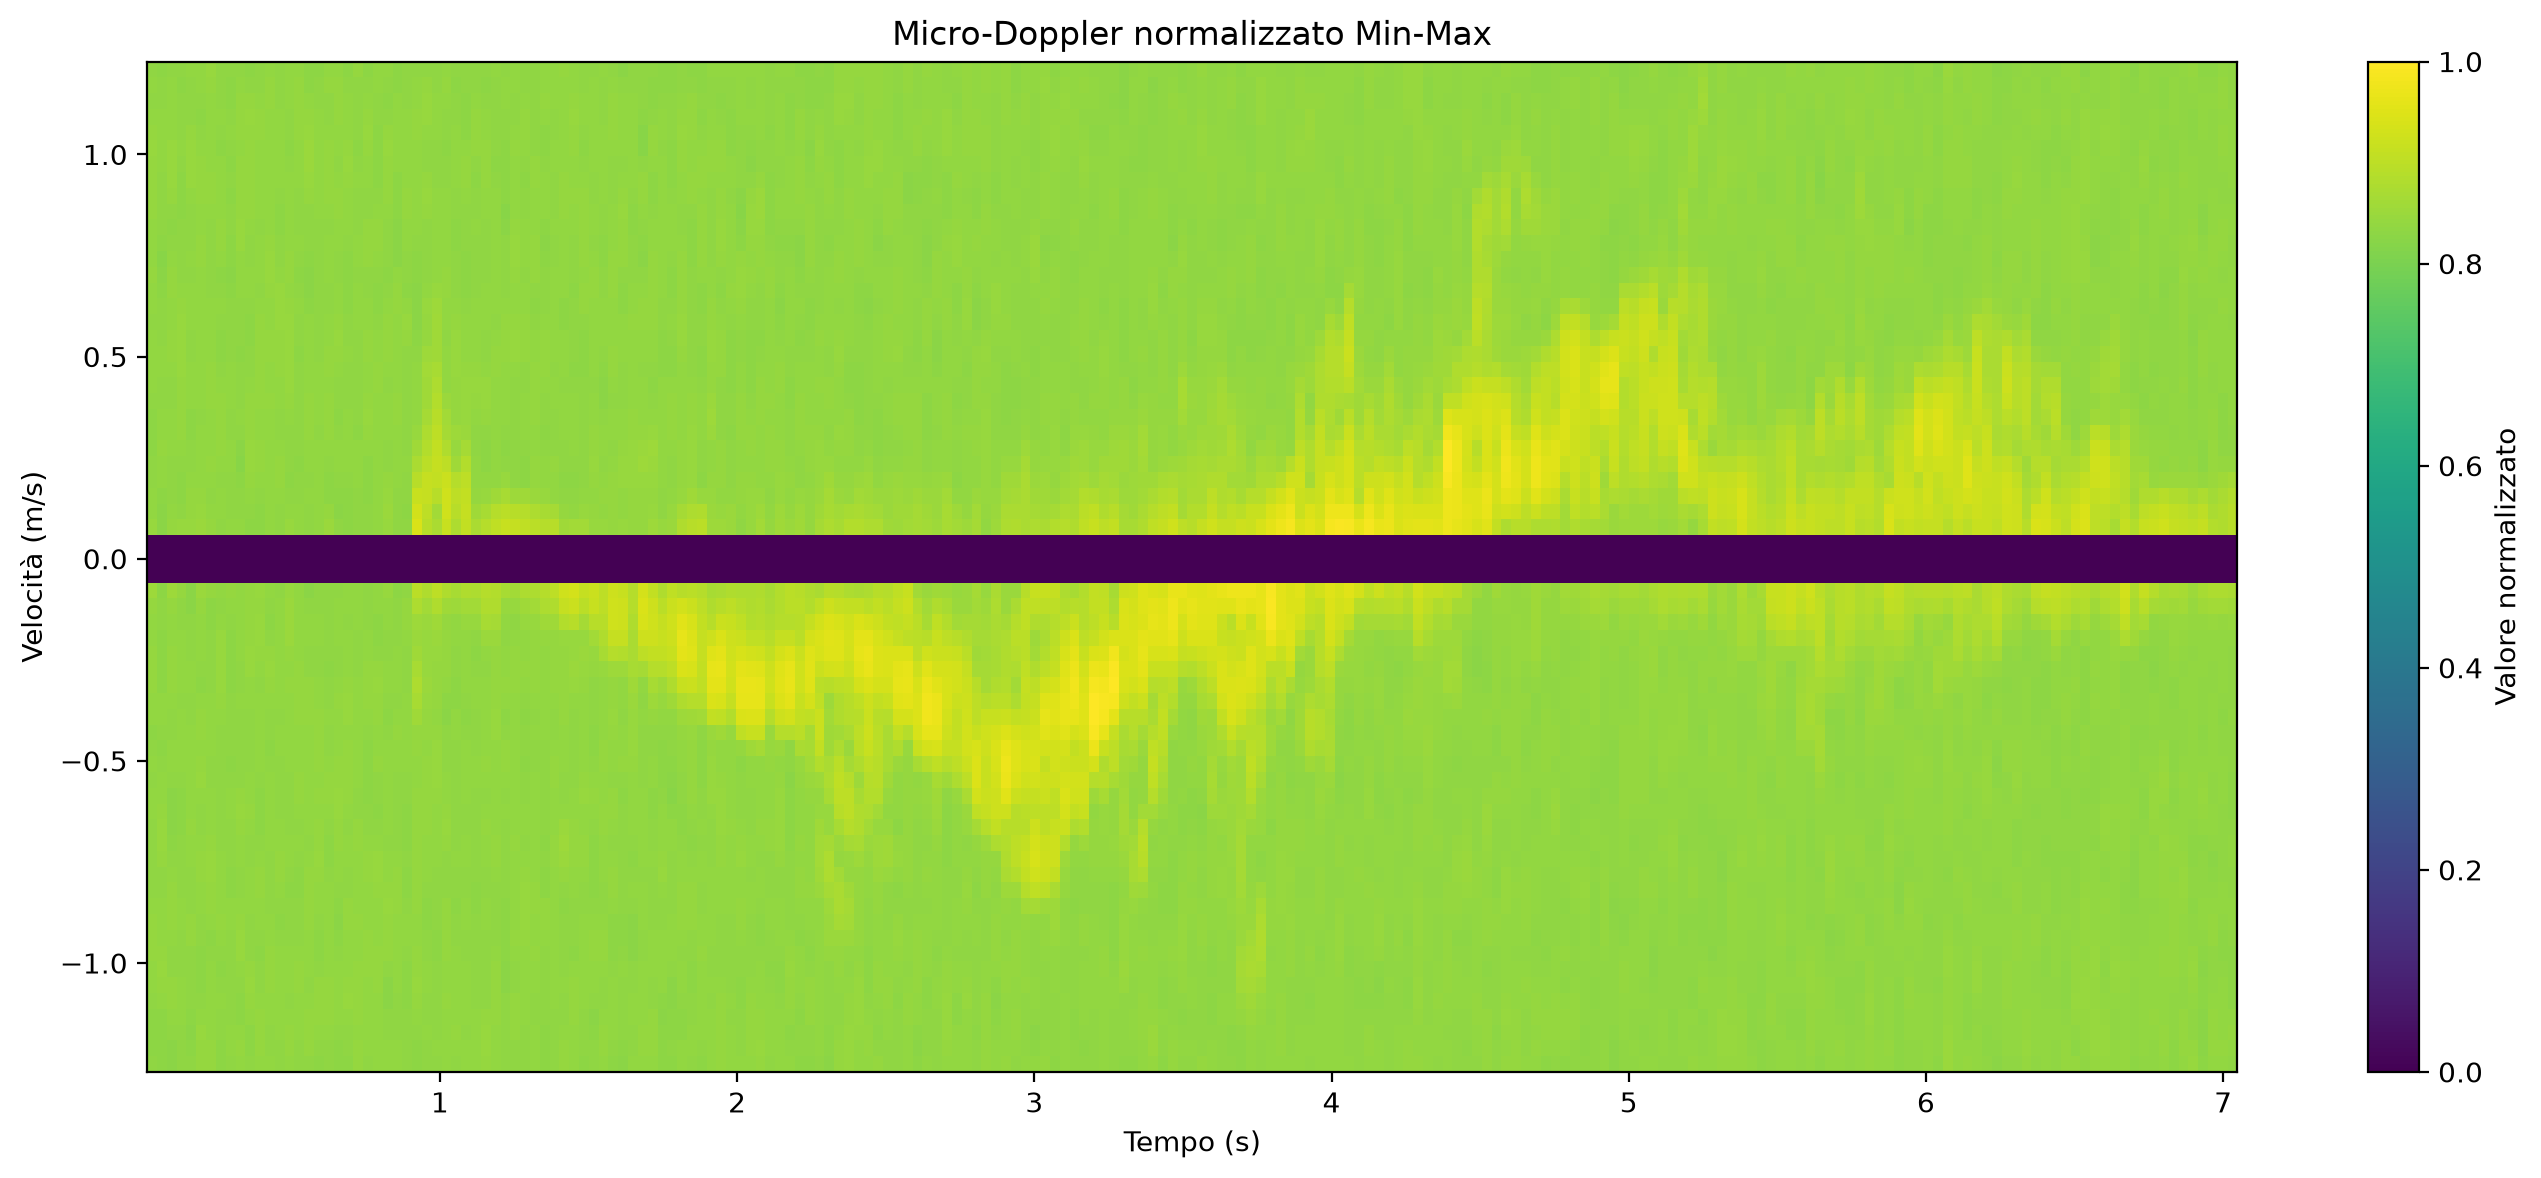 Micro-Doppler normalizzato Min-Max
1.0
0.5
0.0
−0.5
−1.0
Velocità (m/s)
1 2 3 4 5 6 7
Tempo (s)
1.0
0.8
0.6
0.4
0.2
0.0
Valore normalizzato